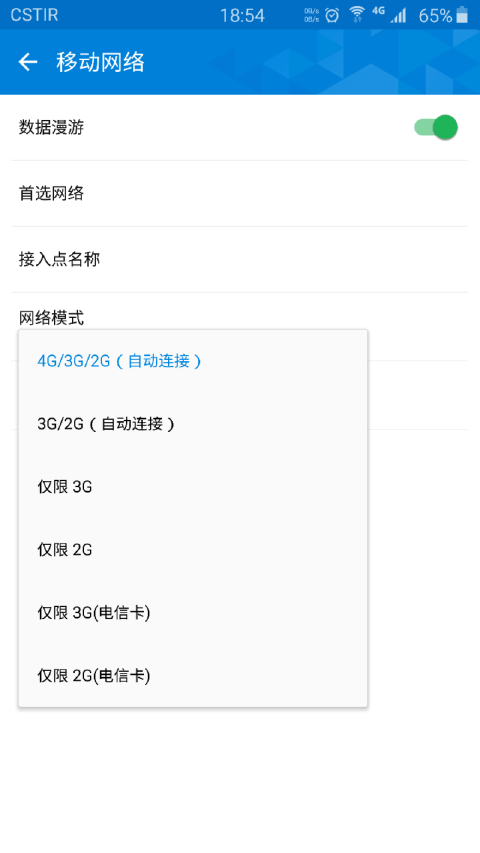 CSTIR 18:54 0G/s 0B/s 4G 65%
移动网络
数据漫游
首选网络
接入点名称
网络模式
4G/3G/2G（自动连接）
3G/2G（自动连接）
仅限 3G
仅限 2G
仅限 3G(电信卡)
仅限 2G(电信卡)